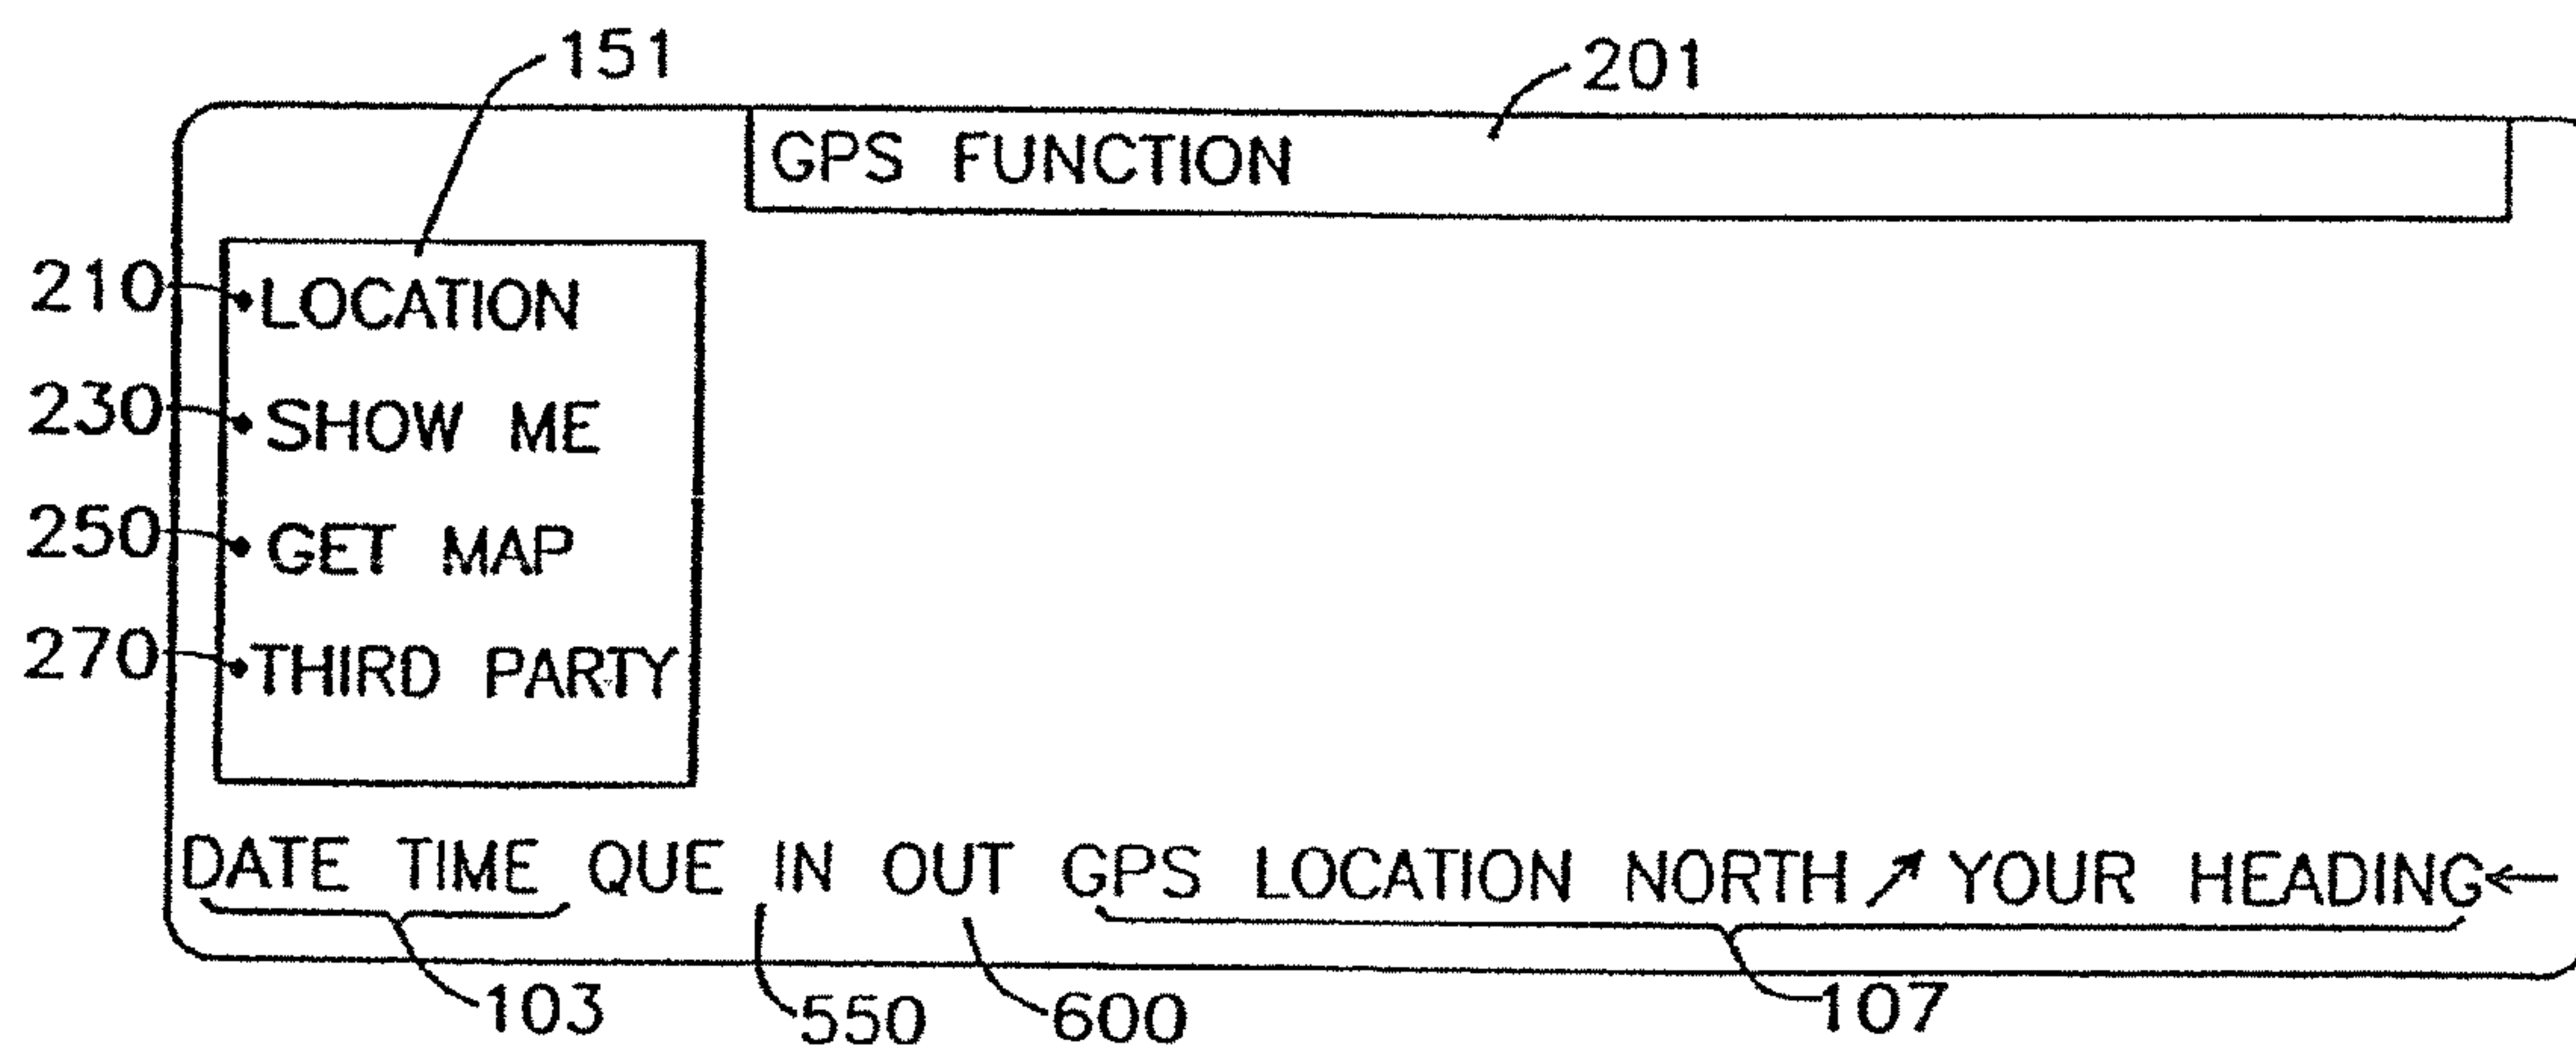 151
201
GPS FUNCTION
210 LOCATION
230 SHOW ME
250 GET MAP
270 THIRD PARTY
DATE TIME QUE IN OUT GPS LOCATION NORTH ↗ YOUR HEADING ←
103 550 600 107